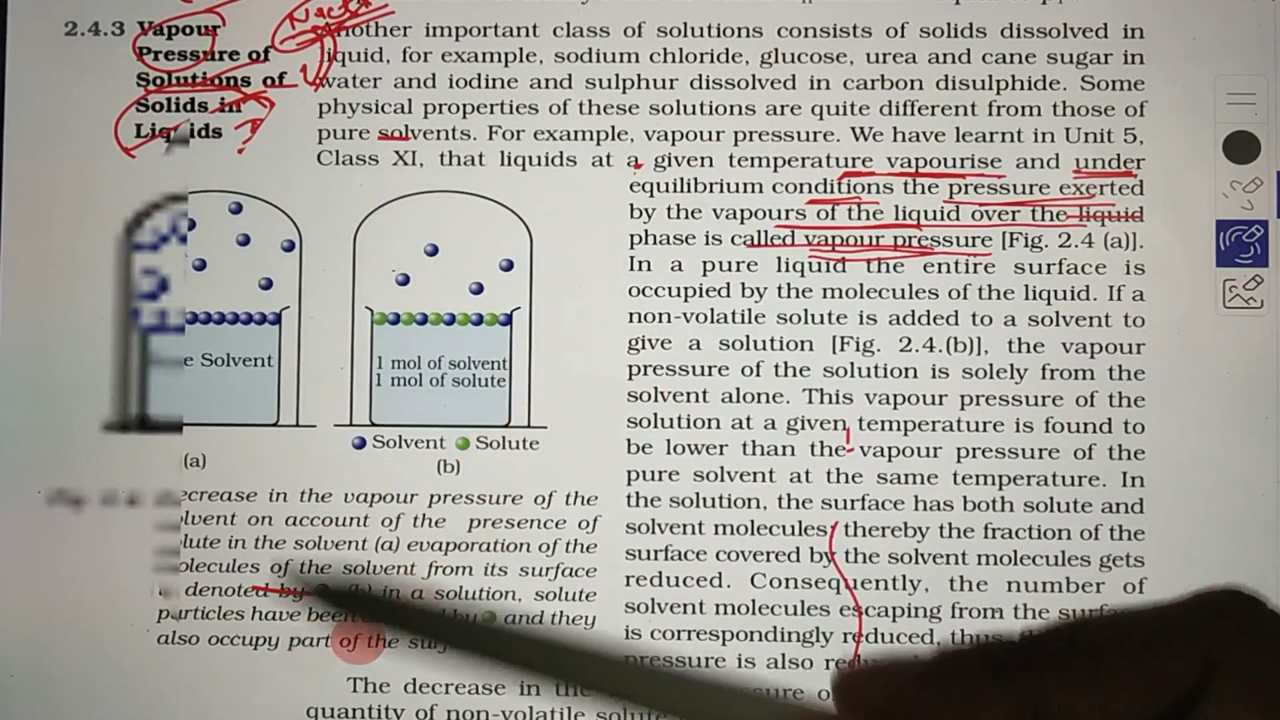 2.4.3 Vapour
Pressure of
Solutions of
Solids in
Liquids
Another important class of solutions consists of solids dissolved in
liquid, for example, sodium chloride, glucose, urea and cane sugar in
water and iodine and sulphur dissolved in carbon disulphide. Some
physical properties of these solutions are quite different from those of
pure solvents. For example, vapour pressure. We have learnt in Unit 5,
Class XI, that liquids at a given temperature vapourise and under
equilibrium conditions the pressure exerted
by the vapours of the liquid over the liquid
phase is called vapour pressure [Fig. 2.4 (a)].
In a pure liquid the entire surface is
occupied by the molecules of the liquid. If a
non-volatile solute is added to a solvent to
give a solution [Fig. 2.4.(b)], the vapour
pressure of the solution is solely from the
solvent alone. This vapour pressure of the
solution at a given temperature is found to
be lower than the vapour pressure of the
pure solvent at the same temperature. In
the solution, the surface has both solute and
solvent molecules; thereby the fraction of the
surface covered by the solvent molecules gets
reduced. Consequently, the number of
solvent molecules escaping from the
is correspondingly reduced, thus,
pressure is also
e Solvent
1 mol of solvent
1 mol of solute
Solvent Solute
(a)
(b)
ecrease in the vapour pressure of the
lvent on account of the presence of
lute in the solvent (a) evaporation of the
olecules of the solvent from its surface
denoted by (b) in a solution, solute
particles have been by and they
also occupy part of the
The decrease in the
quantity of non-volatile